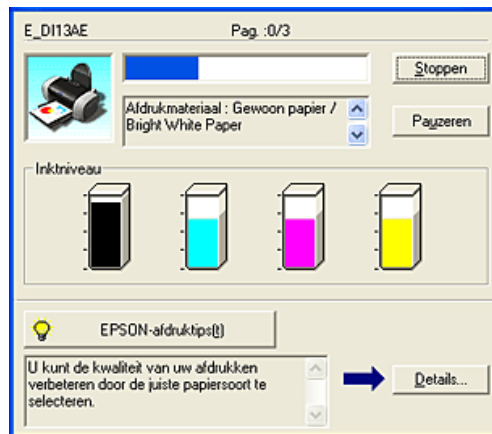 E_DI13AE Pag. :0/3
Stoppen
Afdrukmateriaal : Gewoon papier /
Bright White Paper
Pauzeren
Inktniveau
EPSON-afdruktips(t)
U kunt de kwaliteit van uw afdrukken
verbeteren door de juiste papiersoort te
selecteren.
Details...